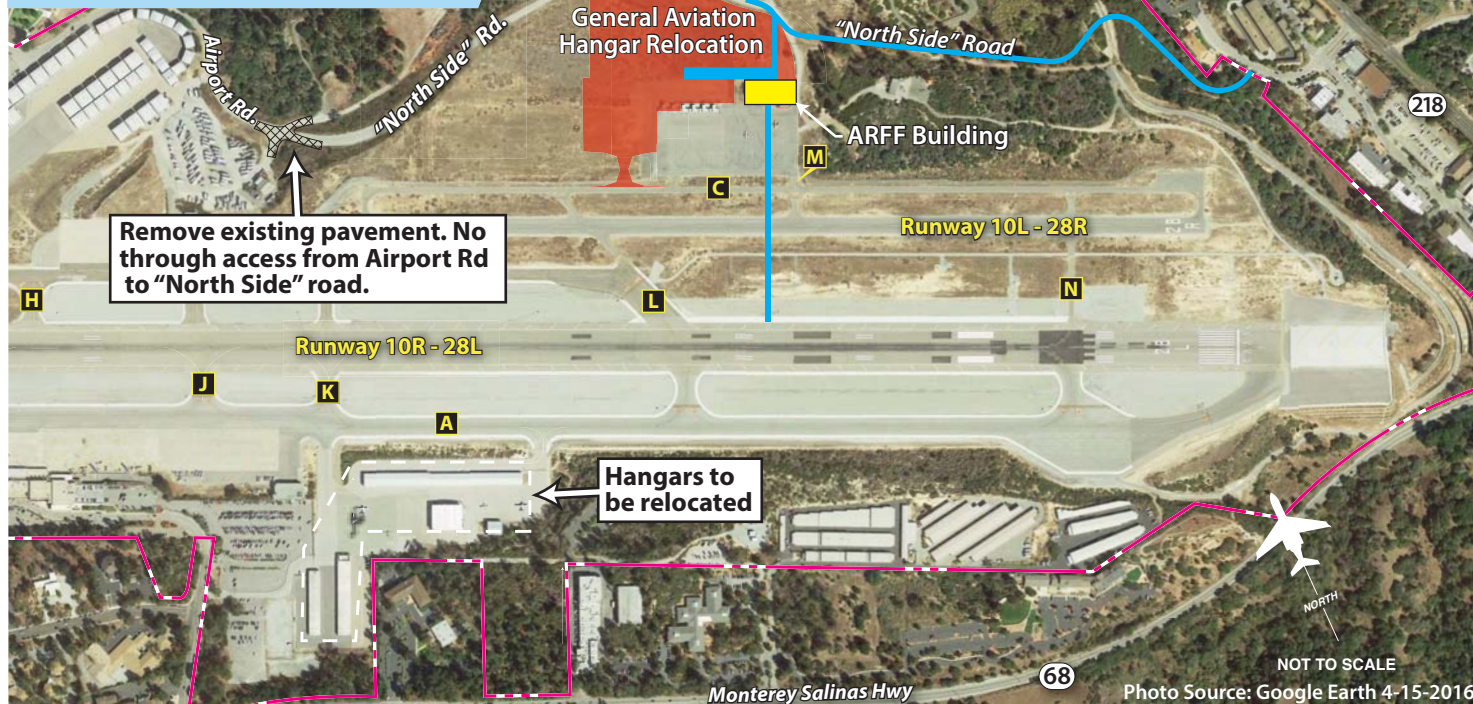 General Aviation
Hangar Relocation
"North Side" Road
Airport Rd.
"North Side" Rd.
218
ARFF Building
M
C
Remove existing pavement. No
through access from Airport Rd
to "North Side" road.
Runway 10L - 28R
28
R
H
L
N
Runway 10R - 28L
28
L
J
K
A
Hangars to
be relocated
NORTH
NOT TO SCALE
68
Monterey Salinas Hwy
Photo Source: Google Earth 4-15-2016